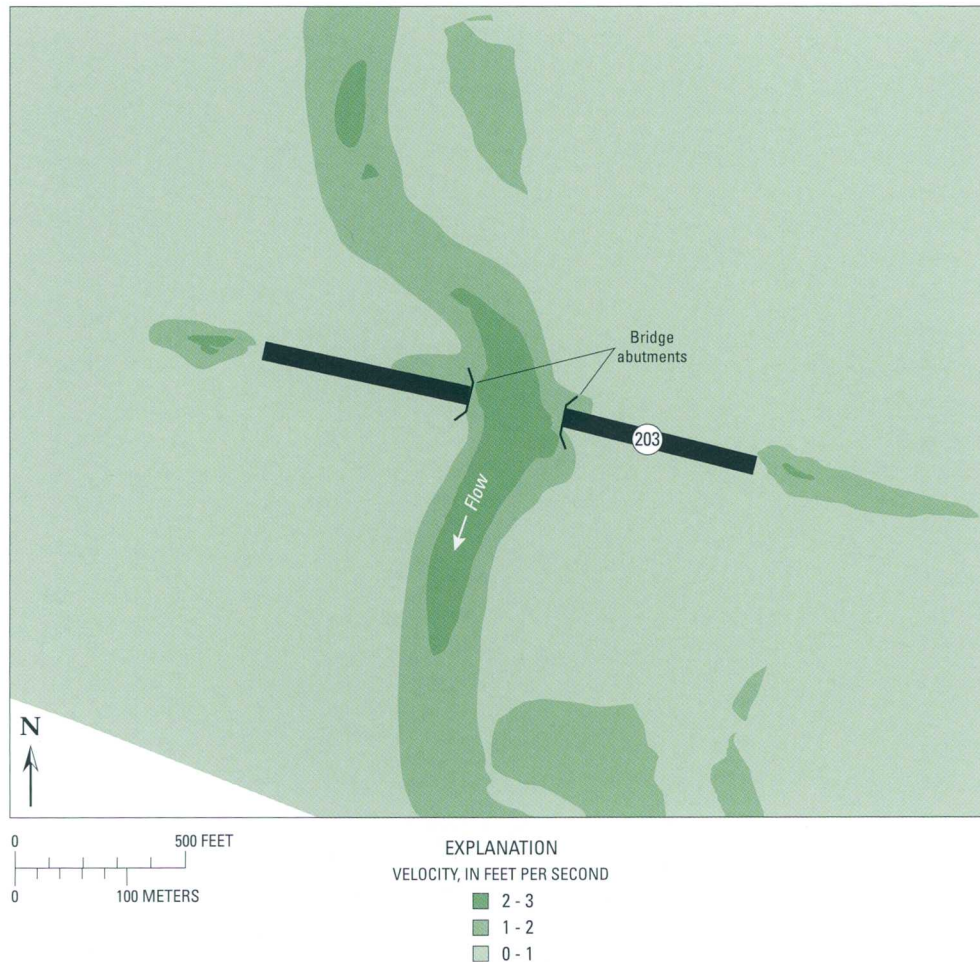 Bridge
abutments
203
Flow
N
0 500 FEET
0 100 METERS
EXPLANATION
VELOCITY, IN FEET PER SECOND
2 - 3
1 - 2
0 - 1